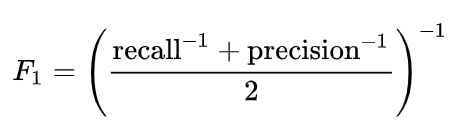 F₁ = ( (recall⁻¹ + precision⁻¹) / 2 )⁻¹